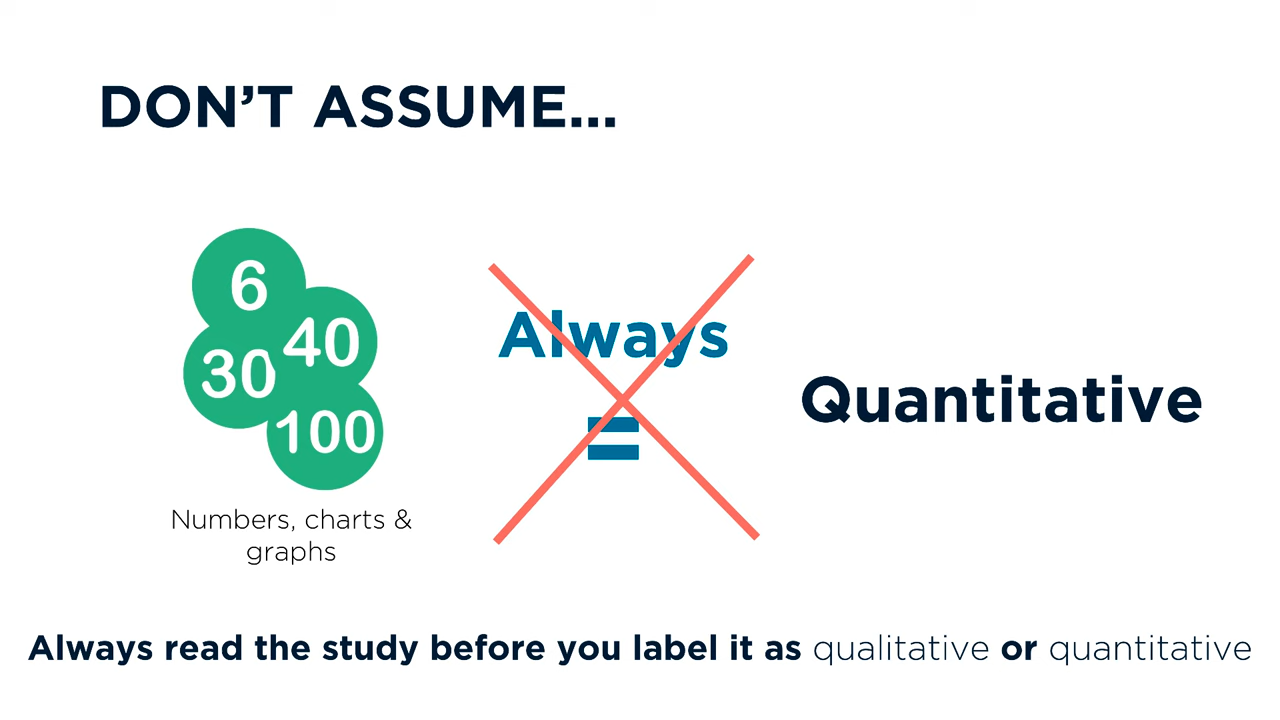 DON'T ASSUME...
6
40
30
100
Numbers, charts &
graphs
Always
=
Quantitative
Always read the study before you label it as qualitative or quantitative